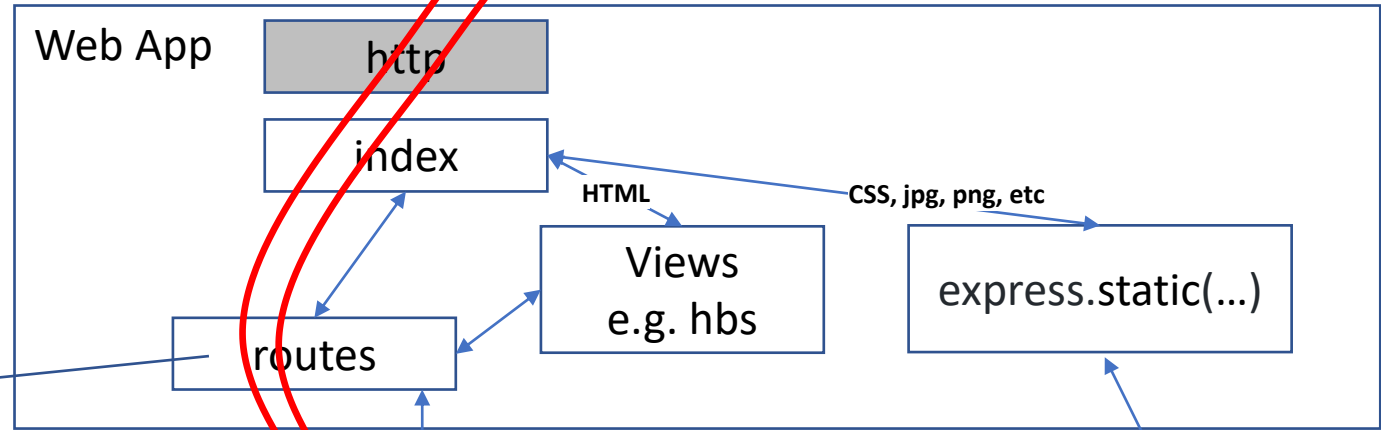 Web App
http
index
HTML
CSS, jpg, png, etc
Views
e.g. hbs
express.static(…)
routes